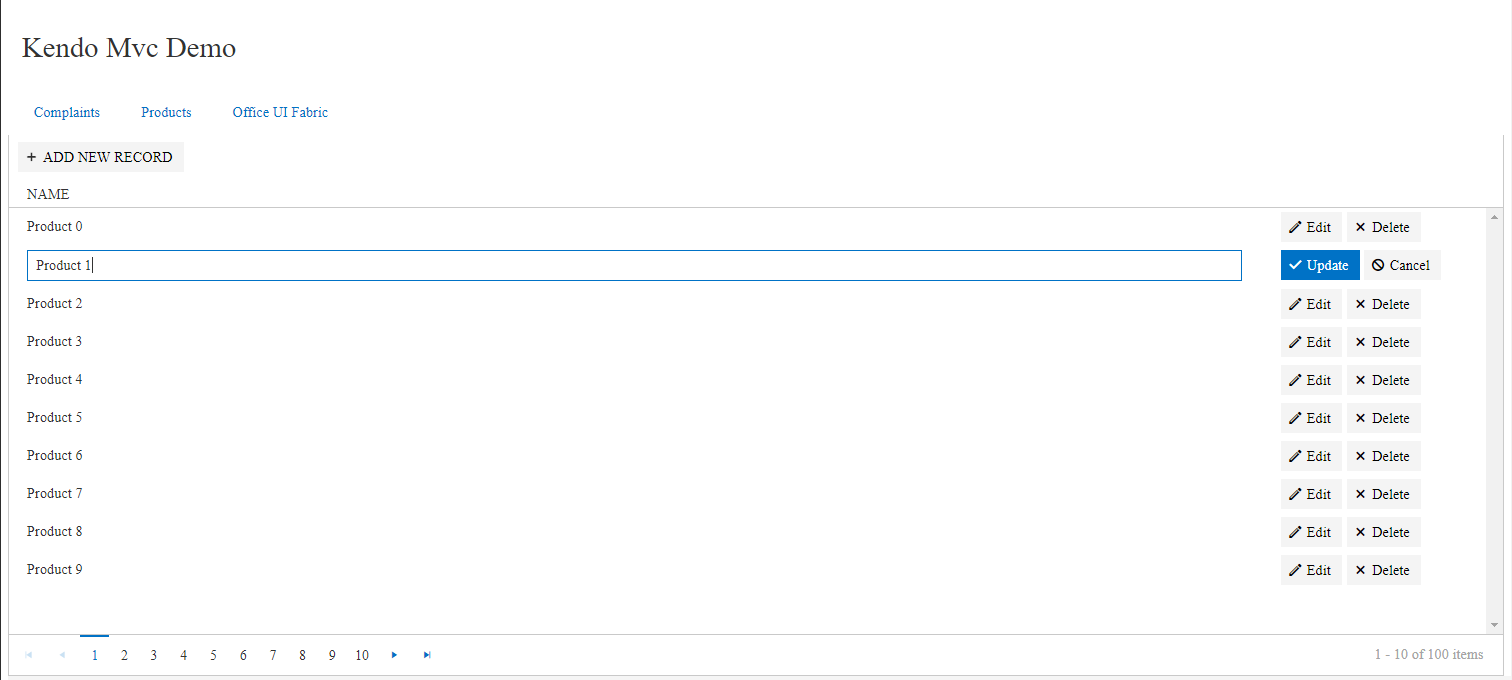 Kendo Mvc Demo
Complaints Products Office UI Fabric
+ ADD NEW RECORD
NAME
Product 0 Edit Delete
Product 1 Update Cancel
Product 2 Edit Delete
Product 3 Edit Delete
Product 4 Edit Delete
Product 5 Edit Delete
Product 6 Edit Delete
Product 7 Edit Delete
Product 8 Edit Delete
Product 9 Edit Delete
1 2 3 4 5 6 7 8 9 10 1 - 10 of 100 items